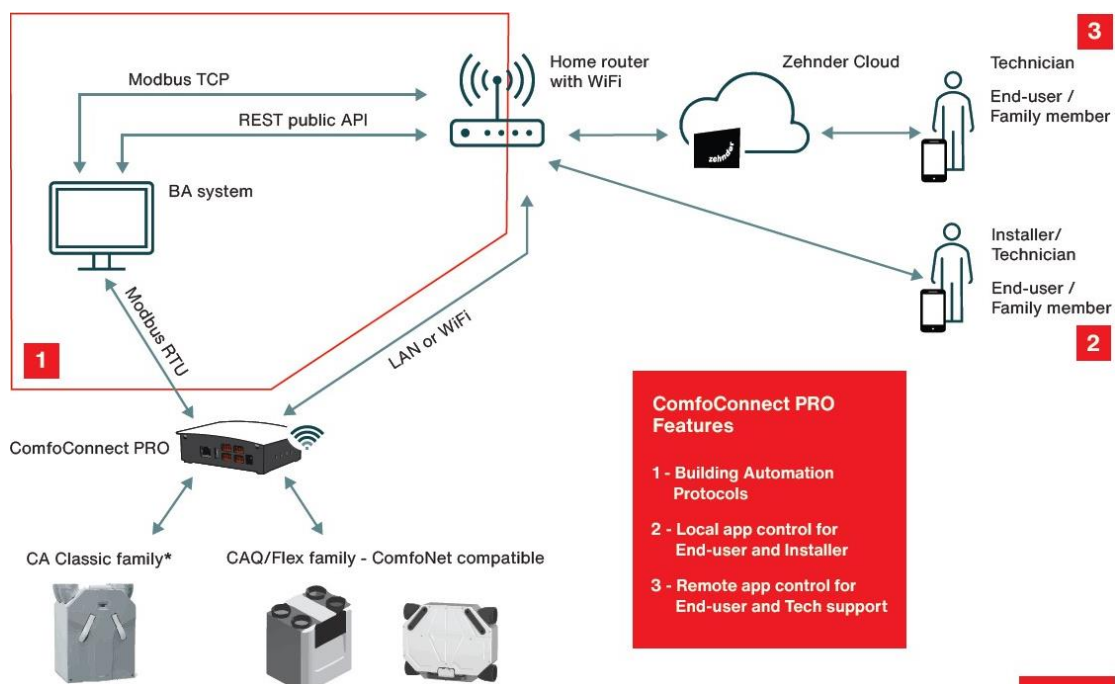 3
Modbus TCP
Home router
with WiFi
Zehnder Cloud
Technician
End-user /
Family member
REST public API
zehnder
BA system
Installer/
Technician
End-user /
Family member
2
Modbus RTU
LAN or WiFi
1
ComfoConnect PRO
ComfoConnect PRO
Features
1 - Building Automation
Protocols
2 - Local app control for
End-user and Installer
3 - Remote app control for
End-user and Tech support
CA Classic family*
CAQ/Flex family - ComfoNet compatible